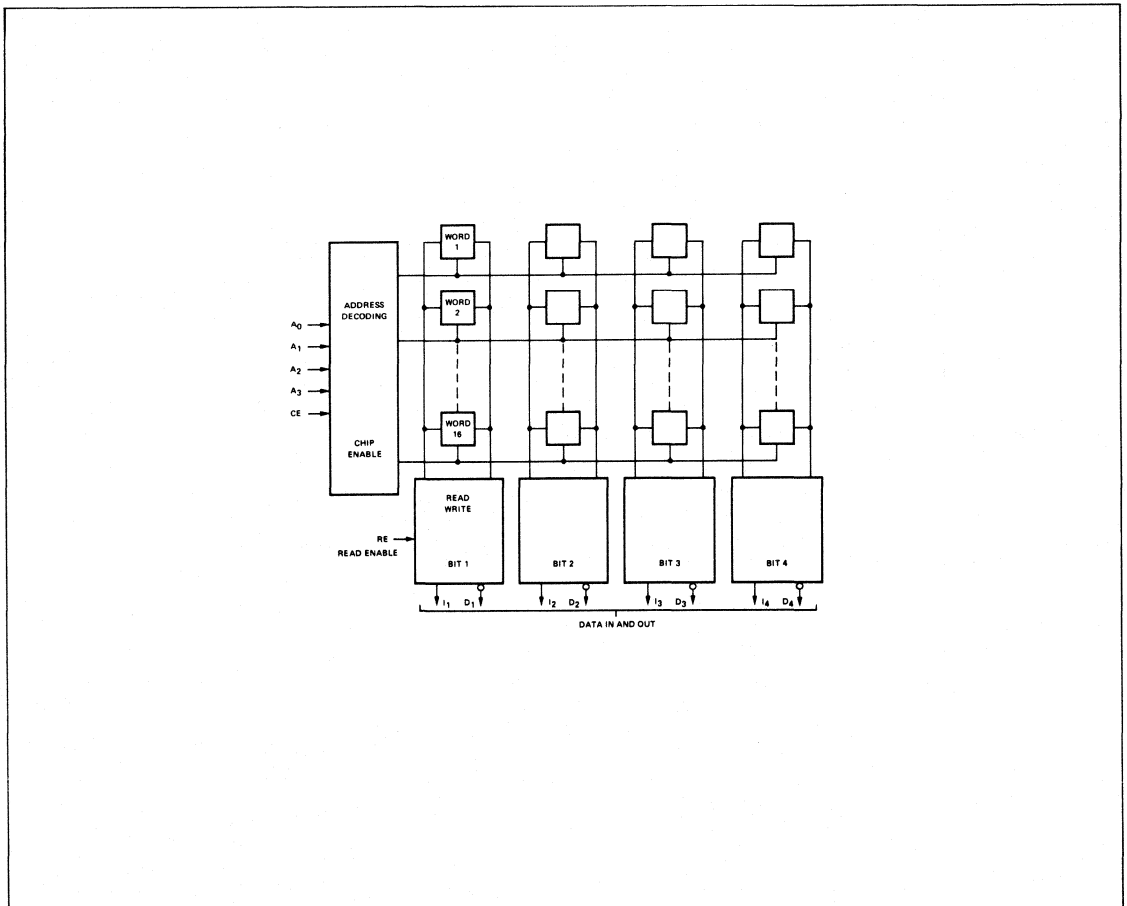 WORD
1
ADDRESS
DECODING
WORD
2
A0
A1
A2
A3
CE
WORD
16
CHIP
ENABLE
READ
WRITE
RE
READ ENABLE
BIT 1
BIT 2
BIT 3
BIT 4
I1 D1 I2 D2 I3 D3 I4 D4
DATA IN AND OUT